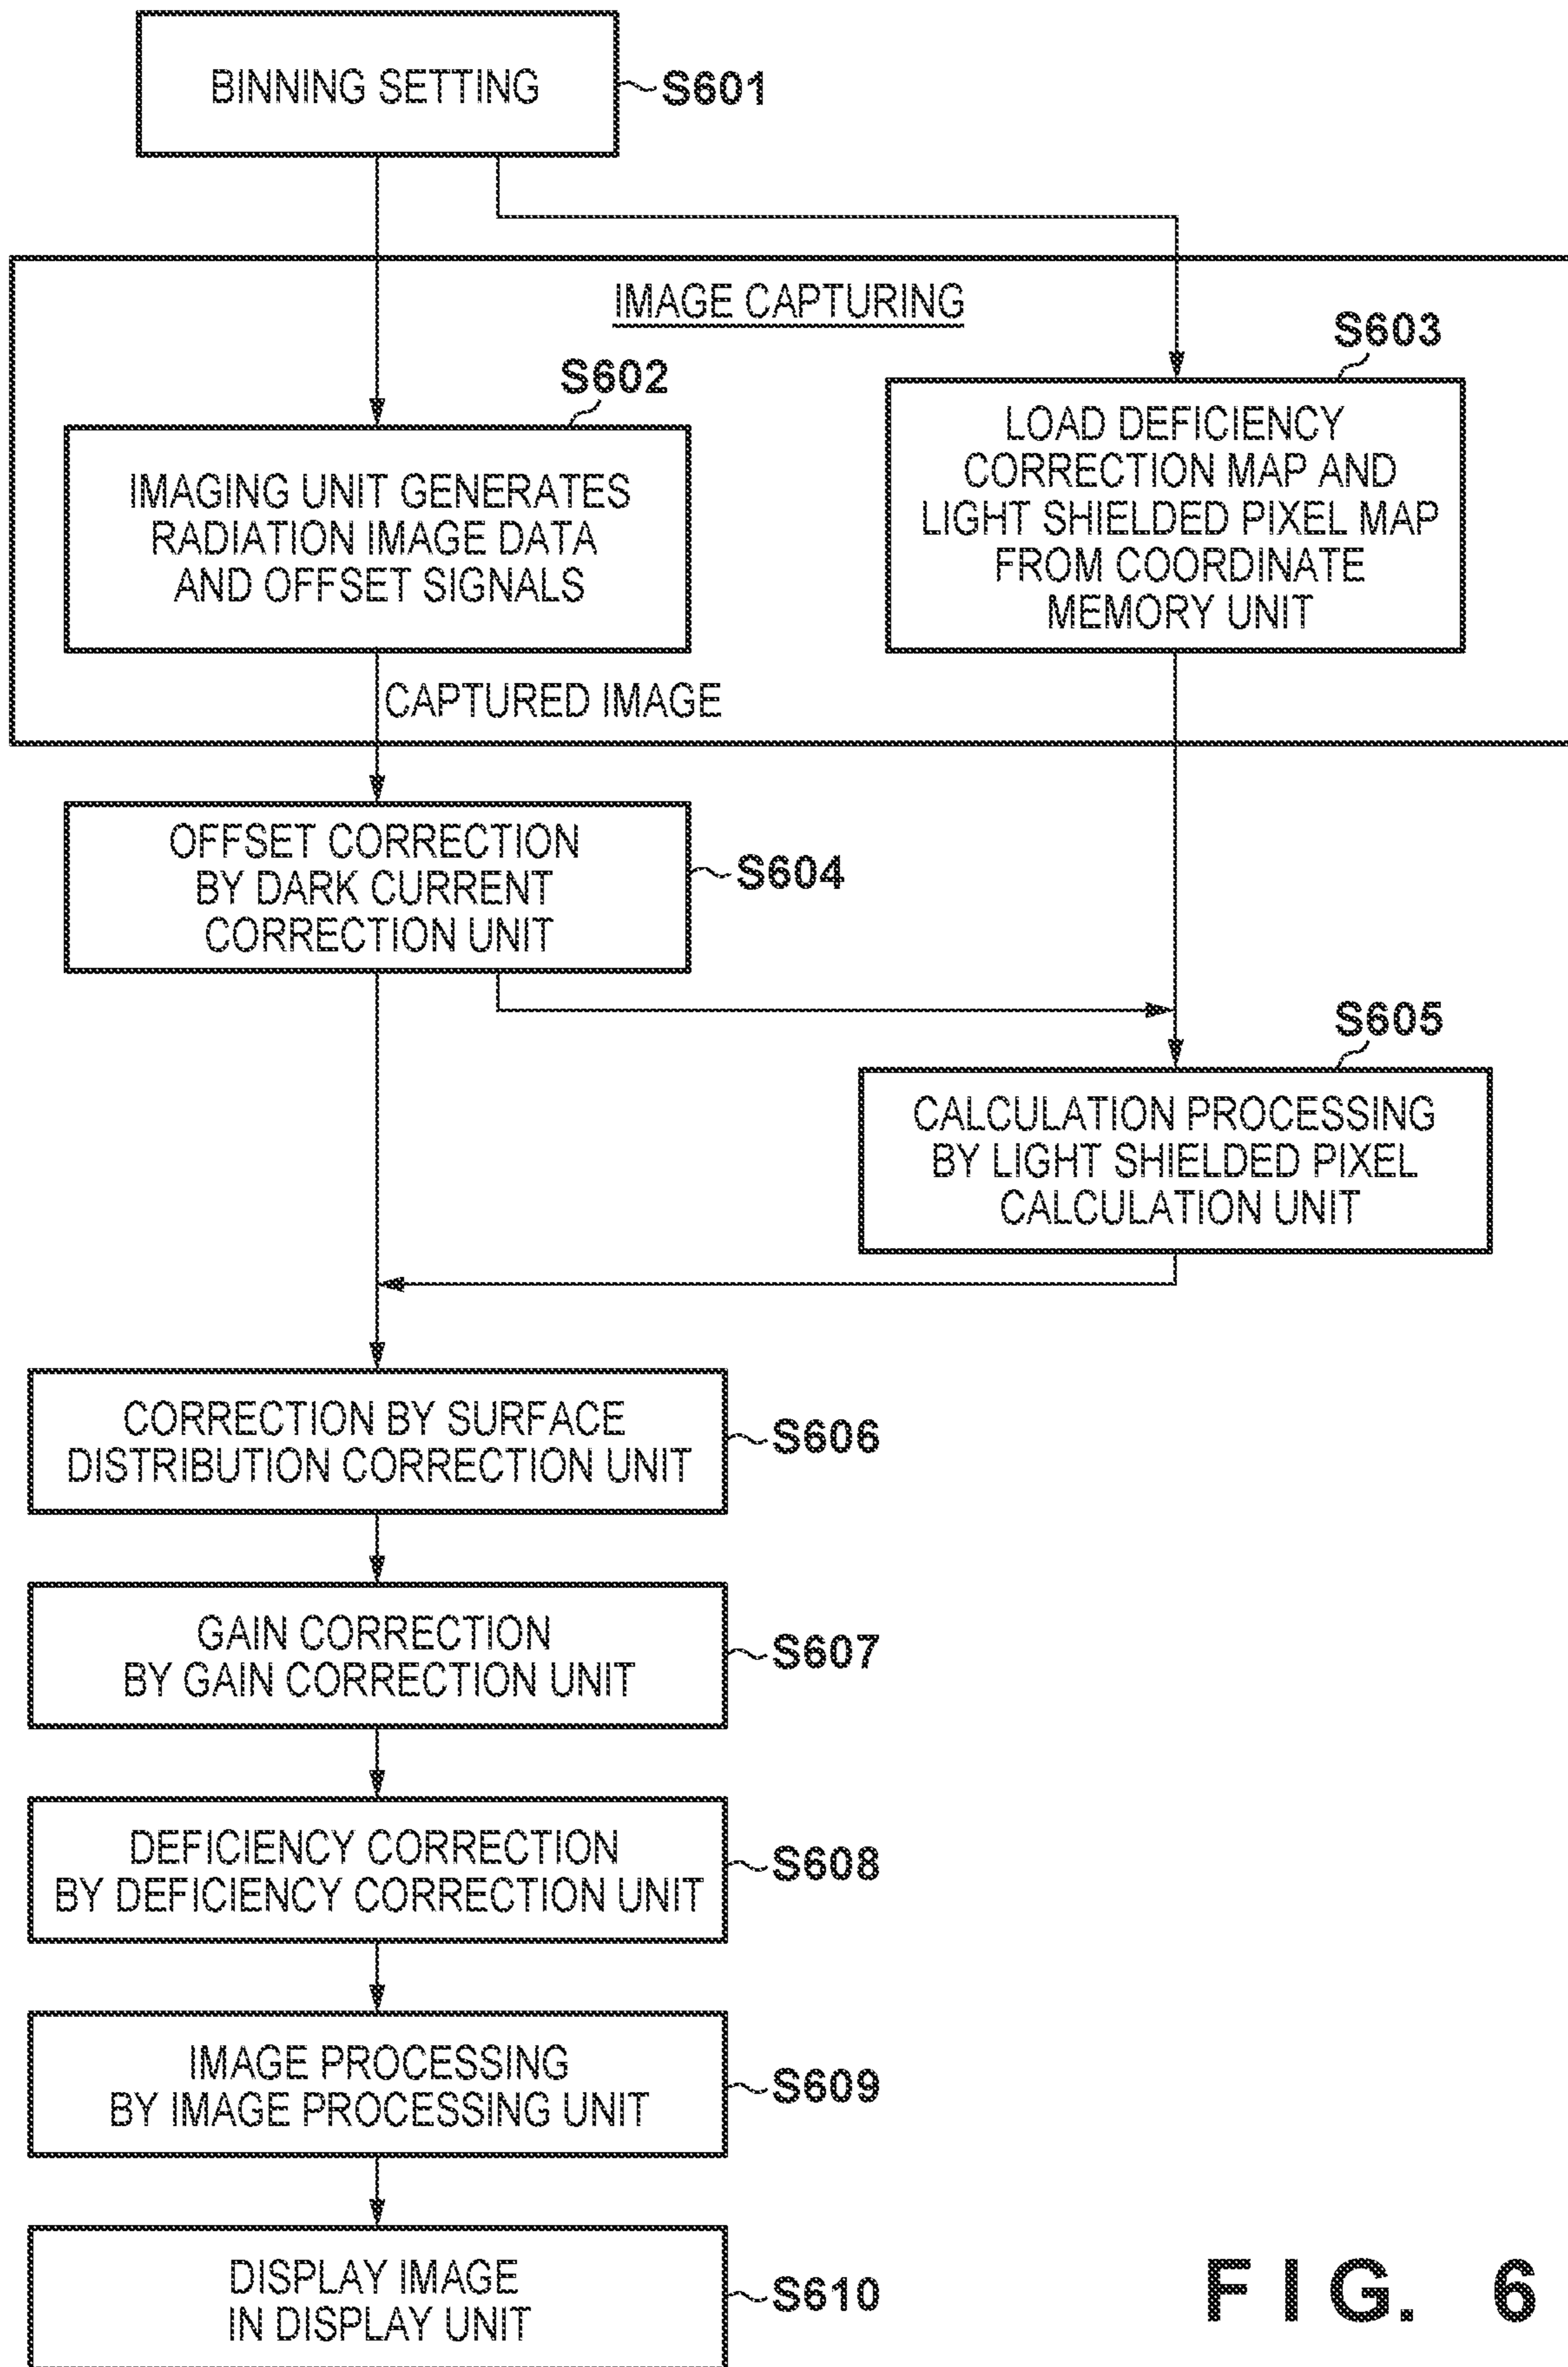 BINNING SETTING
S601
IMAGE CAPTURING
S602
IMAGING UNIT GENERATES
RADIATION IMAGE DATA
AND OFFSET SIGNALS
S603
LOAD DEFICIENCY
CORRECTION MAP AND
LIGHT SHIELDED PIXEL MAP
FROM COORDINATE
MEMORY UNIT
CAPTURED IMAGE
OFFSET CORRECTION
BY DARK CURRENT
CORRECTION UNIT
S604
S605
CALCULATION PROCESSING
BY LIGHT SHIELDED PIXEL
CALCULATION UNIT
CORRECTION BY SURFACE
DISTRIBUTION CORRECTION UNIT
S606
GAIN CORRECTION
BY GAIN CORRECTION UNIT
S607
DEFICIENCY CORRECTION
BY DEFICIENCY CORRECTION UNIT
S608
IMAGE PROCESSING
BY IMAGE PROCESSING UNIT
S609
DISPLAY IMAGE
IN DISPLAY UNIT
S610
FIG. 6